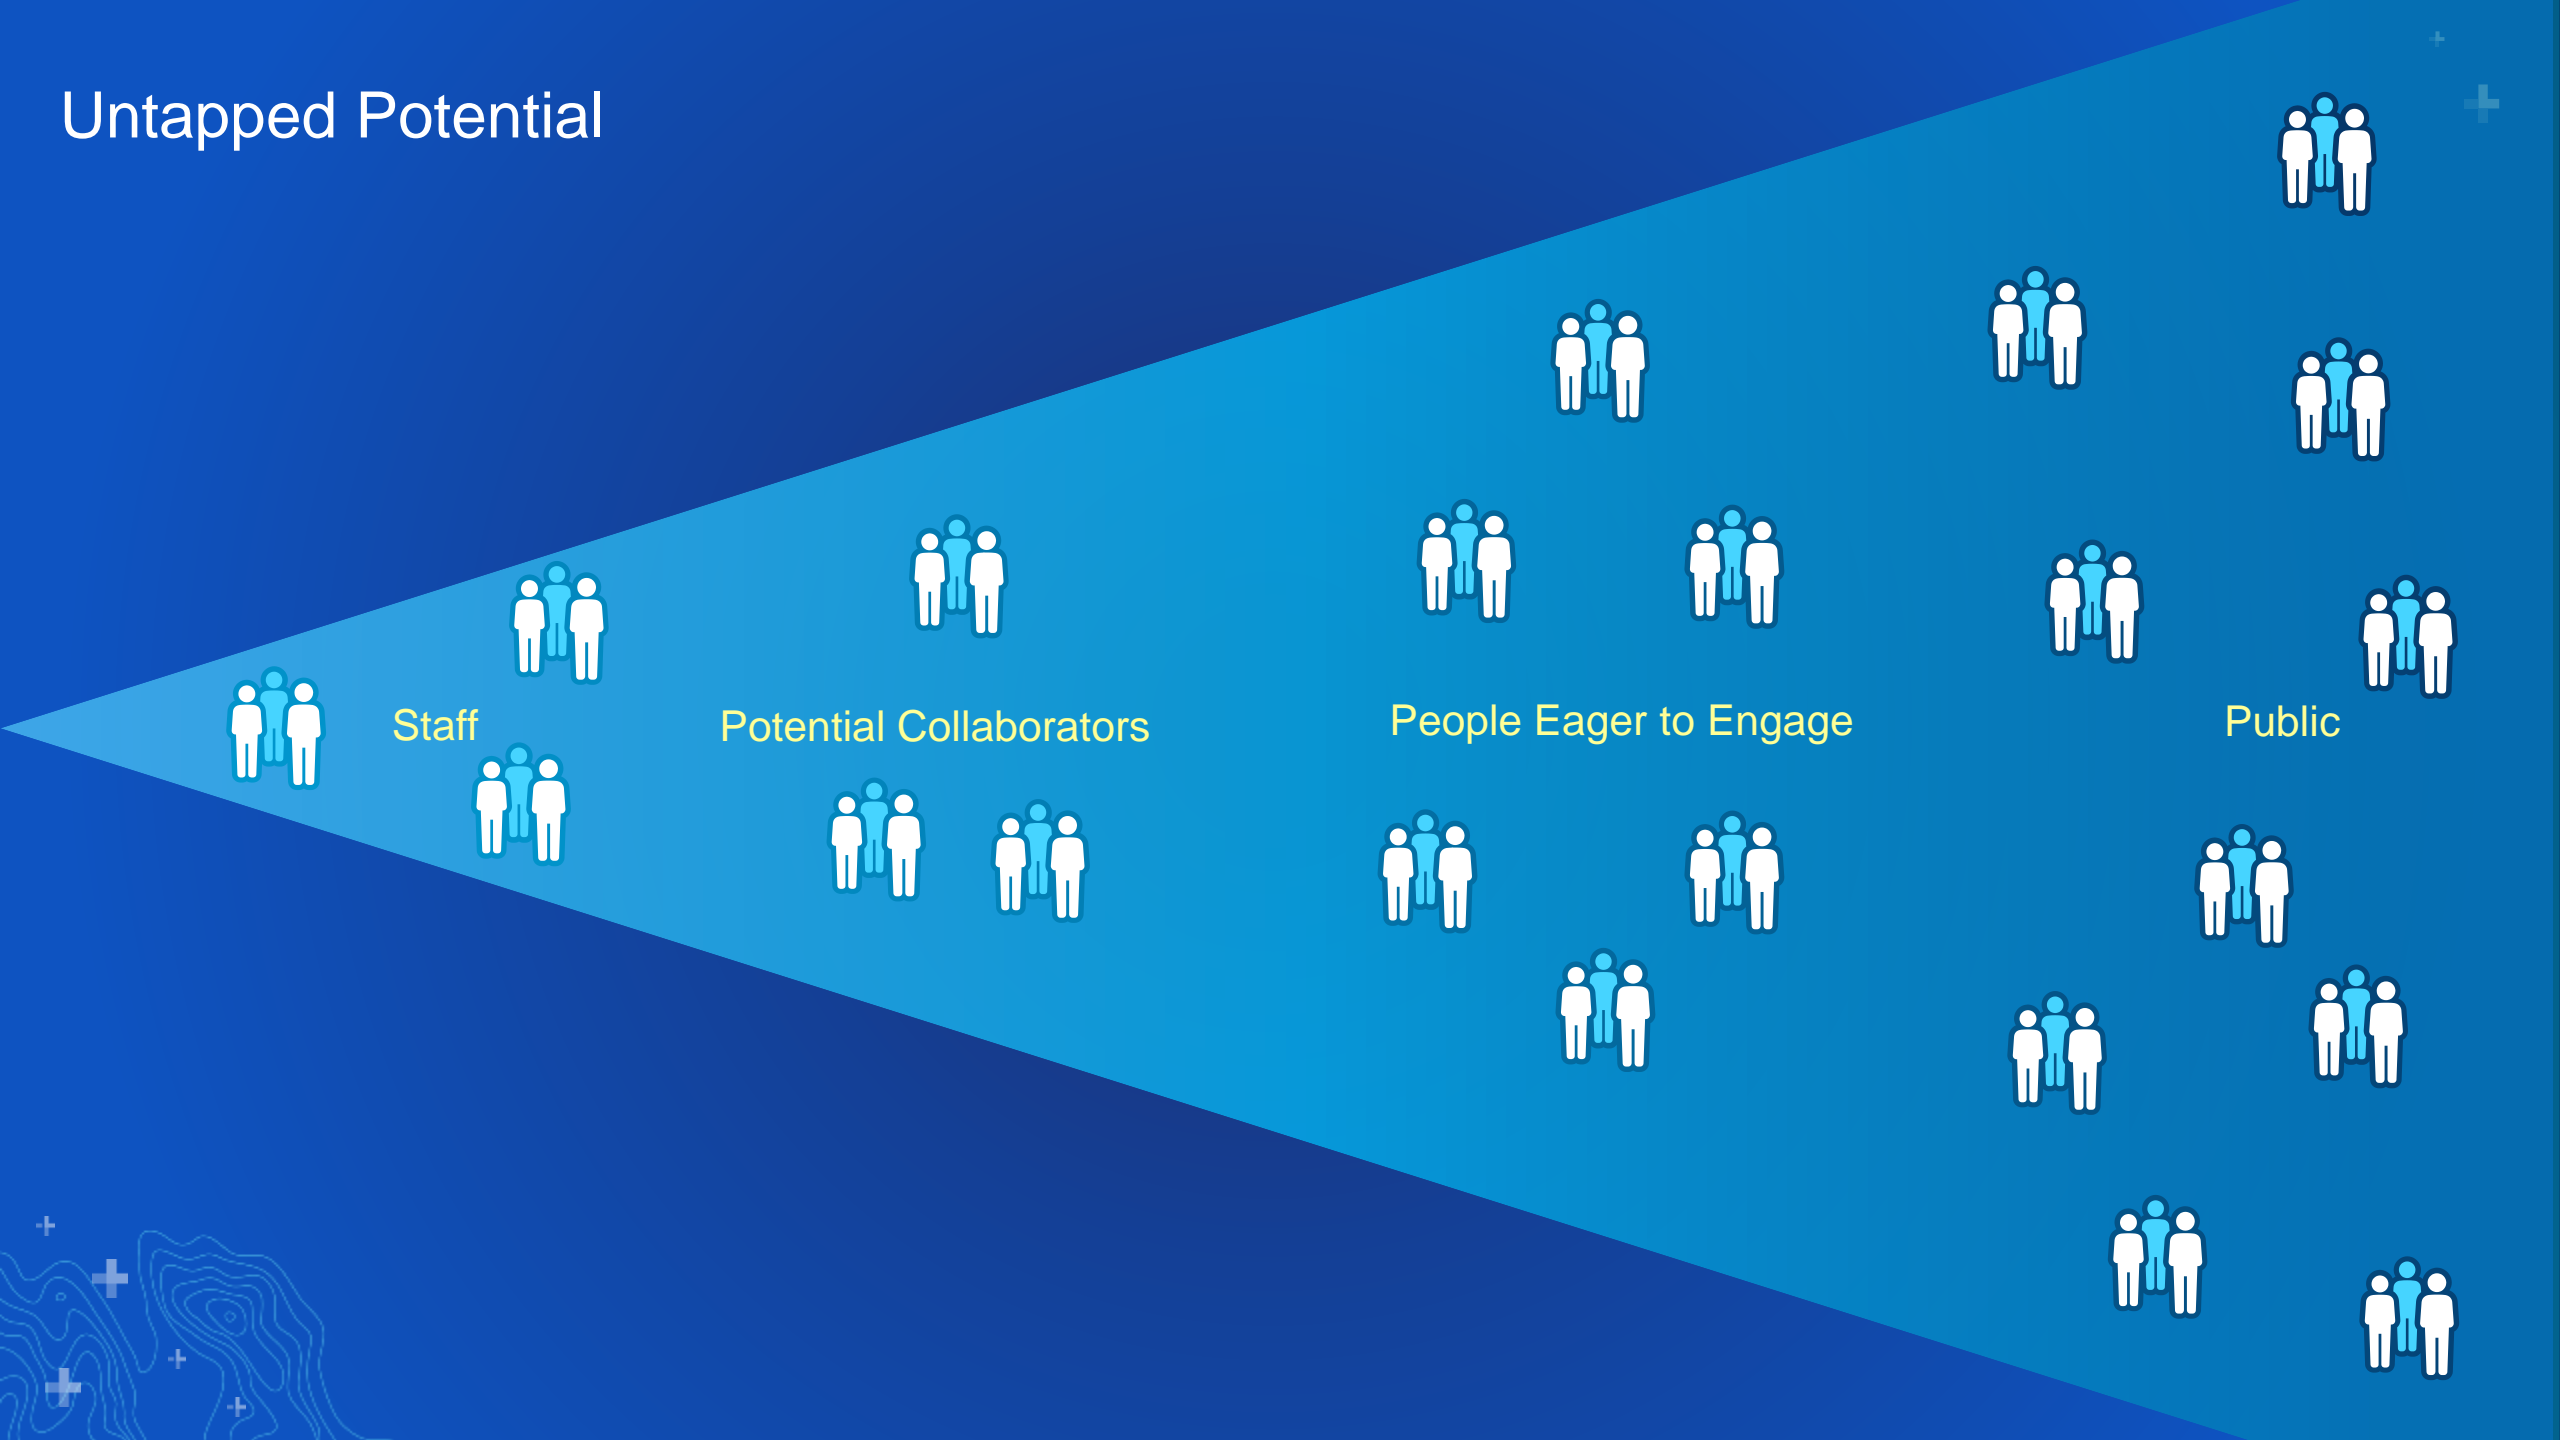 Untapped Potential
Staff
Potential Collaborators
People Eager to Engage
Public